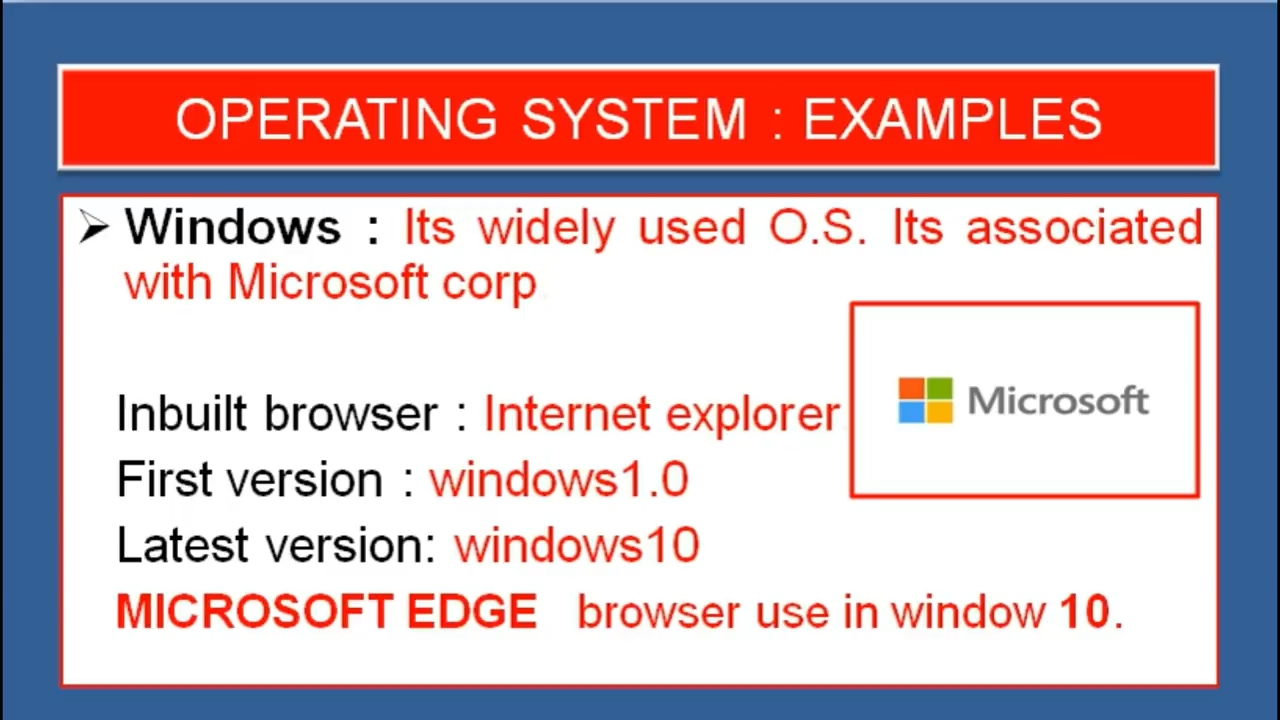 OPERATING SYSTEM : EXAMPLES
Windows : Its widely used O.S. Its associated
with Microsoft corp
Microsoft
Inbuilt browser : Internet explorer
First version : windows1.0
Latest version: windows10
MICROSOFT EDGE browser use in window 10.